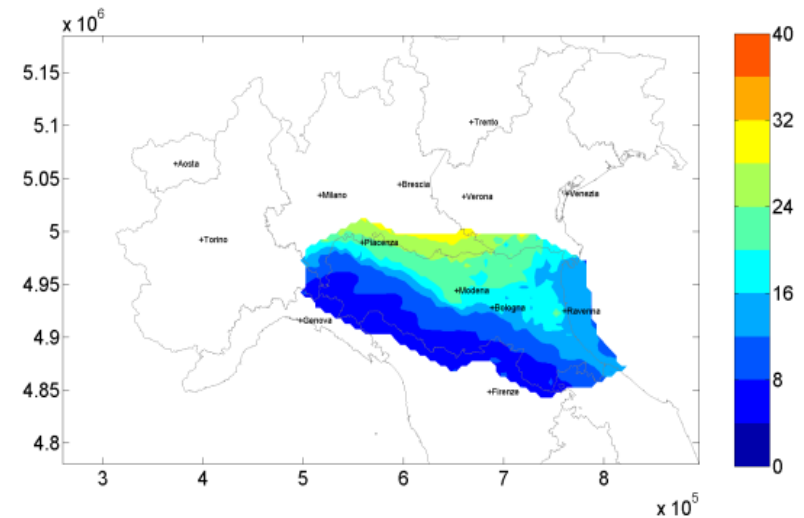 x 10^6
40
5.15
32
5.1
+Trento
5.05
+Aosta
+Brescia
24
+Milano
+Verona
+Venezia
5
+Torino
+Piacenza
4.95
+Modena
16
+Bologna
+Ravenna
+Genova
4.9
8
4.85
+Firenze
4.8
0
3 4 5 6 7 8
x 10^5